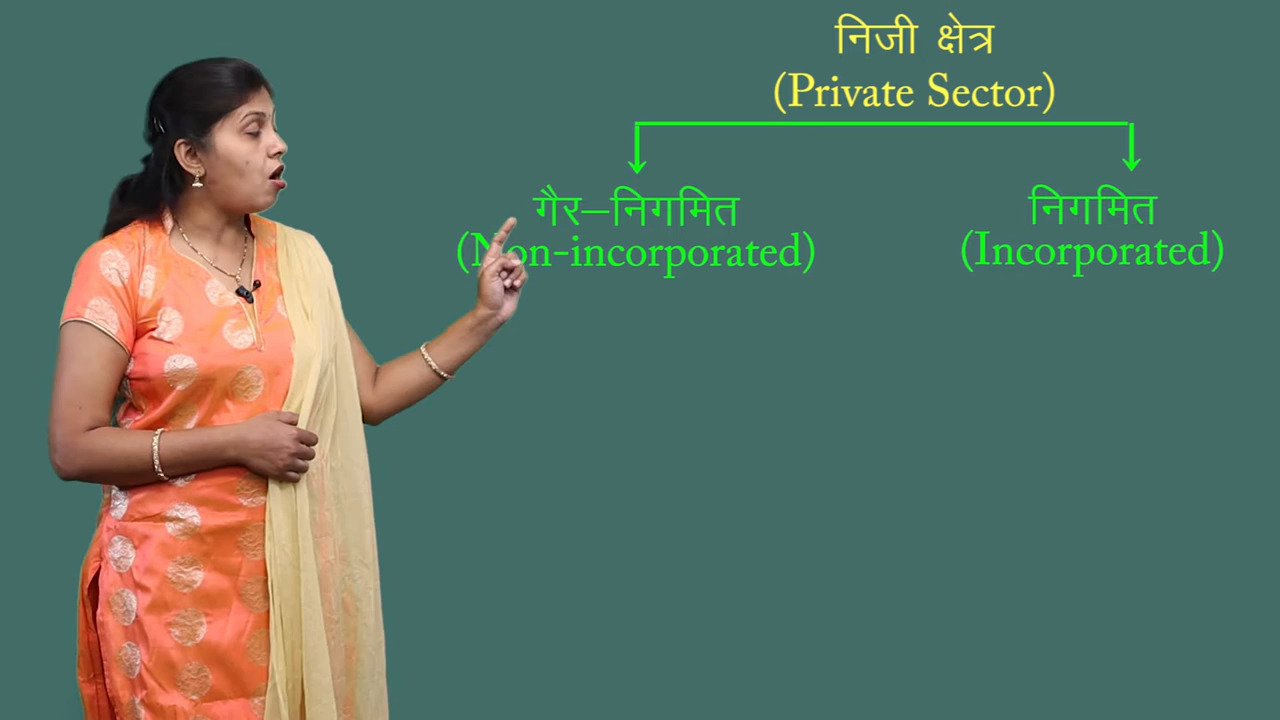 निजी क्षेत्र
(Private Sector)
गैर–निगमित
(Non-incorporated)
निगमित
(Incorporated)